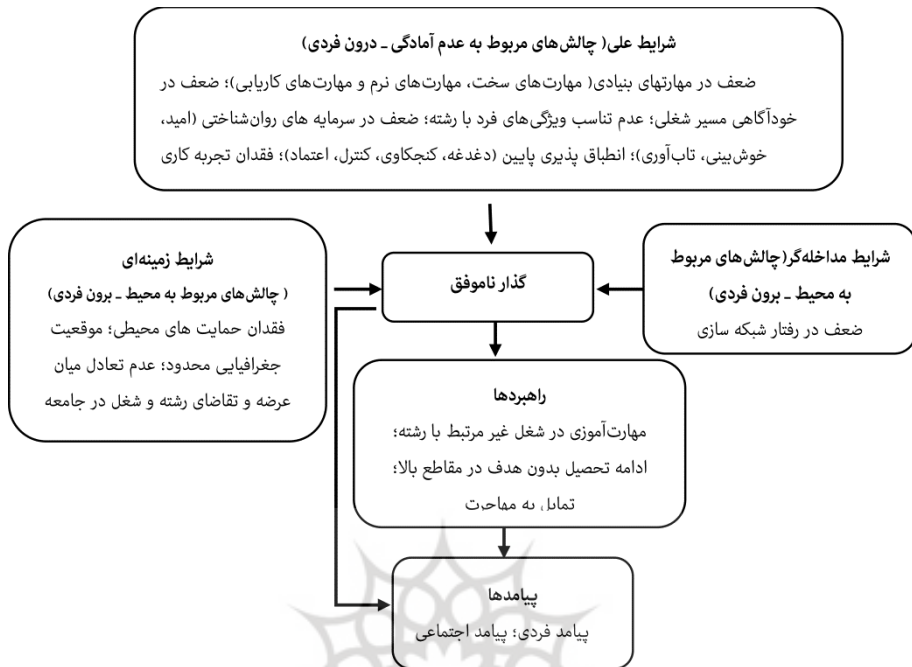 شرایط علی( چالش‌های مربوط به عدم آمادگی ـ درون فردی)
ضعف در مهارتهای بنیادی( مهارت‌های سخت، مهارت‌های نرم و مهارت‌های کاریابی)؛ ضعف در
خودآگاهی مسیر شغلی؛ عدم تناسب ویژگی‌های فرد با رشته؛ ضعف در سرمایه های روان‌شناختی (امید،
خوش‌بینی، تاب‌آوری)؛ انطباق پذیری پایین (دغدغه، کنجکاوی، کنترل، اعتماد)؛ فقدان تجربه کاری
شرایط مداخله‌گر(چالش‌های مربوط
به محیط ـ برون فردی)
ضعف در رفتار شبکه سازی
گذار ناموفق
شرایط زمینه‌ای
( چالش‌های مربوط به محیط ـ برون فردی)
فقدان حمایت های محیطی؛ موقعیت
جغرافیایی محدود؛ عدم تعادل میان
عرضه و تقاضای رشته و شغل در جامعه
راهبردها
مهارت‌آموزی در شغل غیر مرتبط با رشته؛
ادامه تحصیل بدون هدف در مقاطع بالا؛
تمایل به مهاجرت
پیامدها
پیامد فردی؛ پیامد اجتماعی